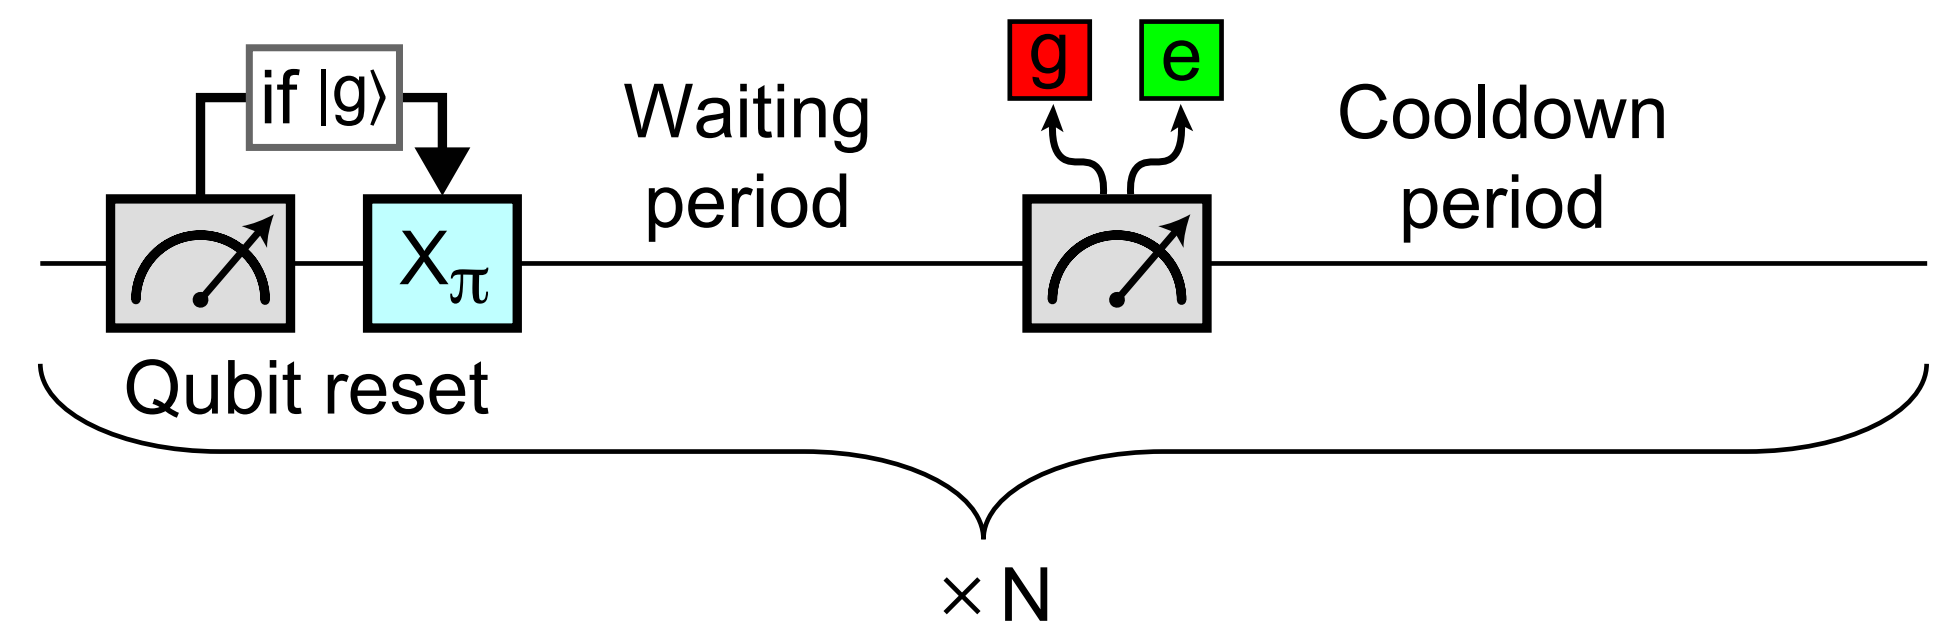 if |g⟩
g e
Waiting
period
Cooldown
period
Xπ
Qubit reset
× N